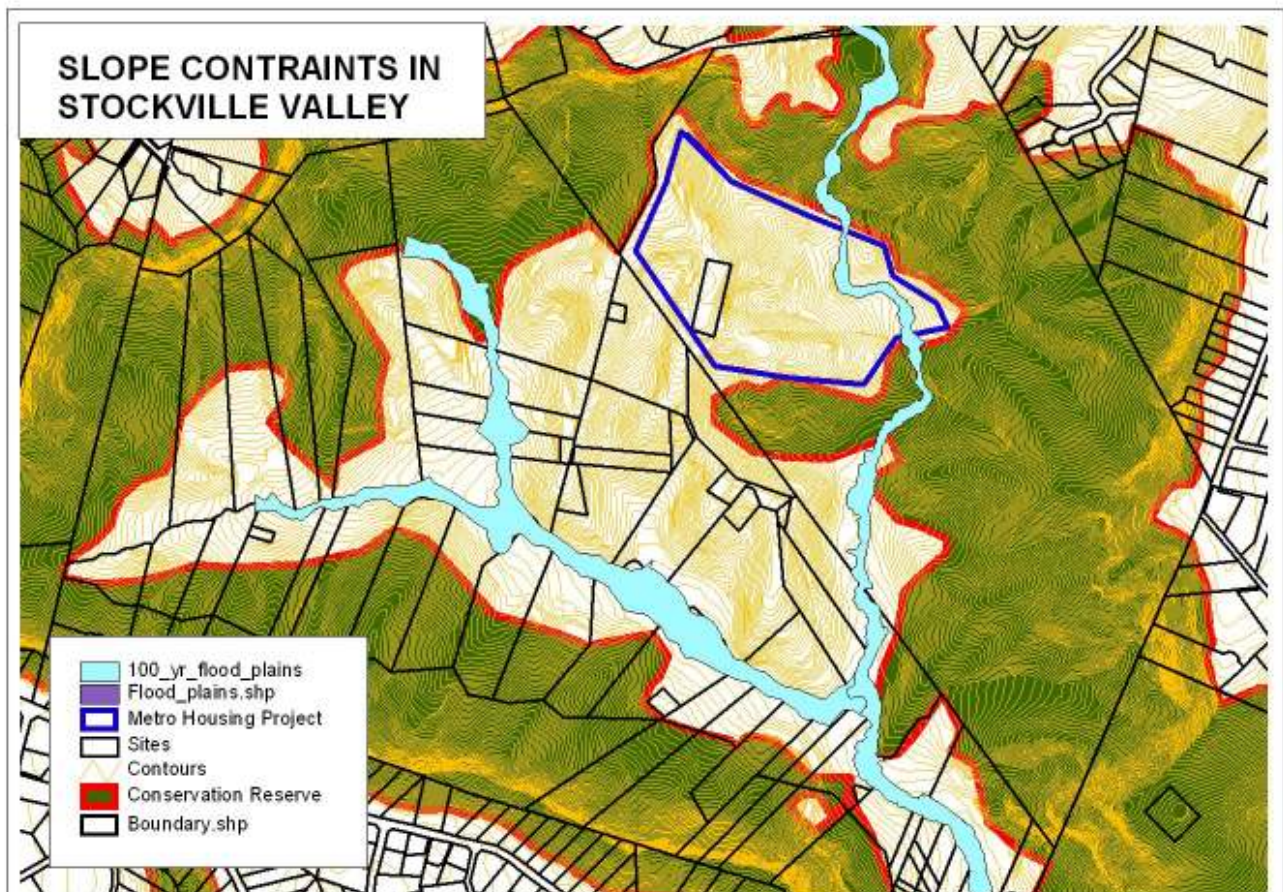 SLOPE CONTRAINTS IN
STOCKVILLE VALLEY
100_yr_flood_plains
Flood_plains.shp
Metro Housing Project
Sites
Contours
Conservation Reserve
Boundary.shp